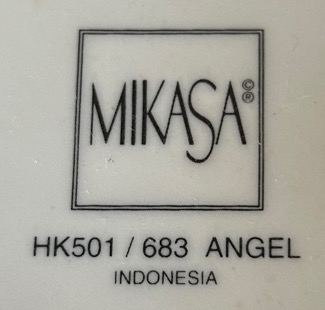 MIKASA ©®
HK501 / 683 ANGEL
INDONESIA